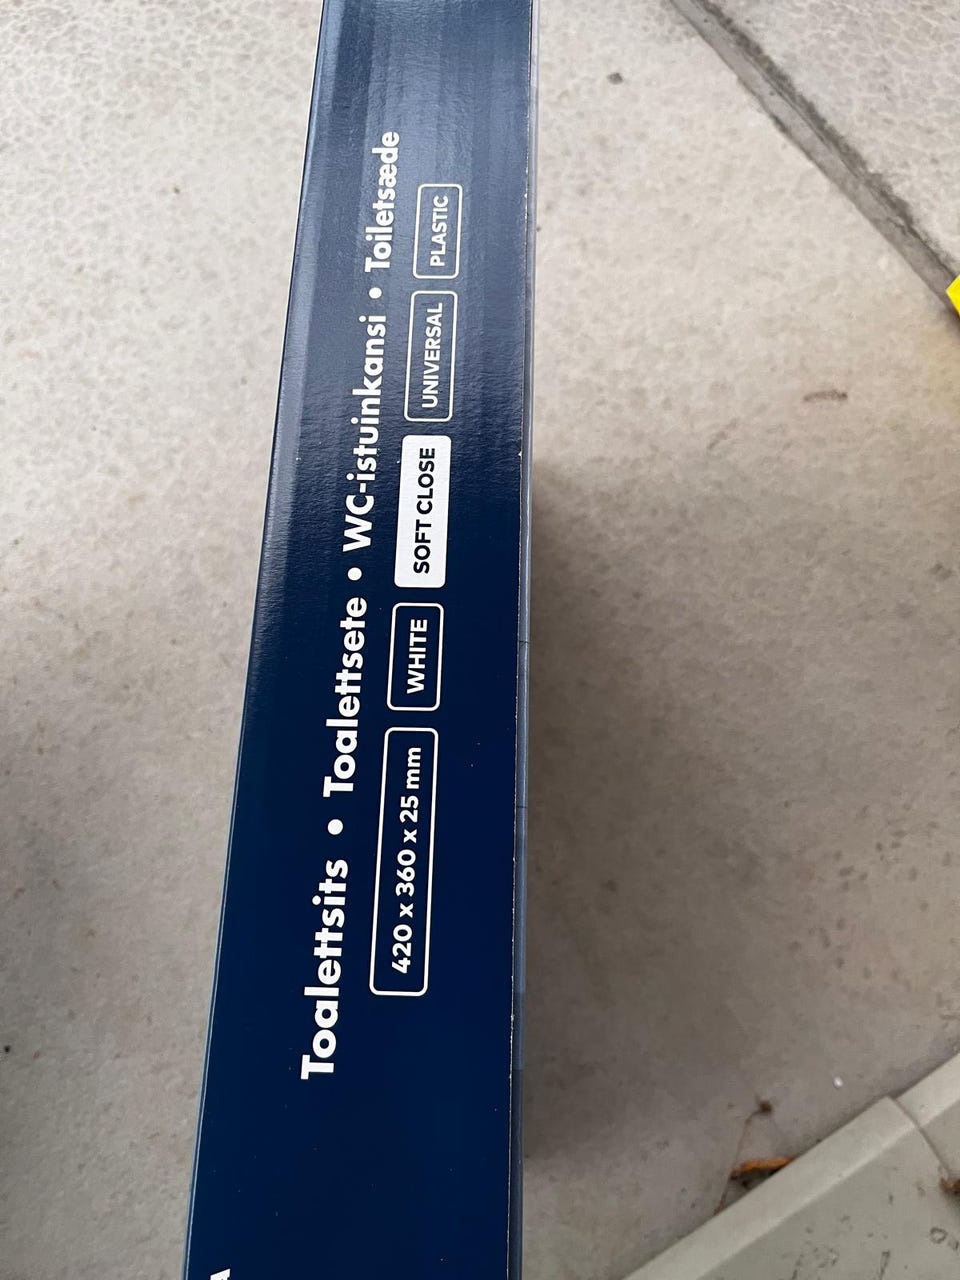 Toalettsits • Toalettsete • WC-istuinkansi • Toiletsæde
420 x 360 x 25 mm WHITE SOFT CLOSE UNIVERSAL PLASTIC